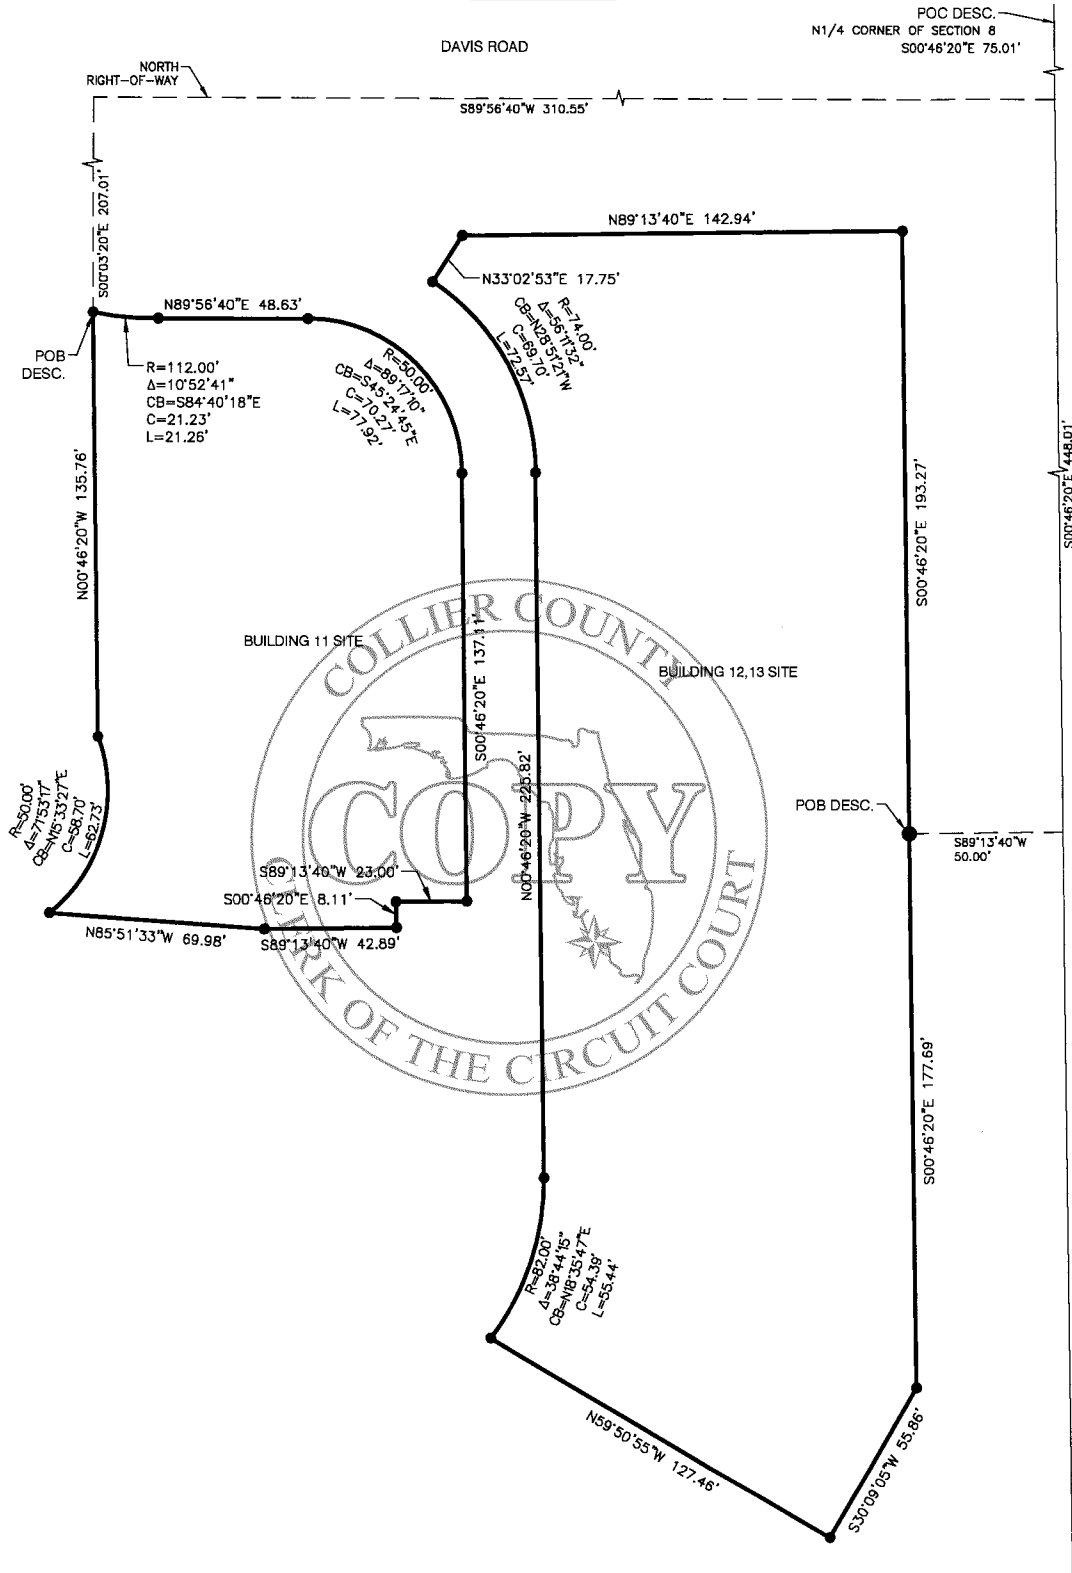 POC DESC.
N1/4 CORNER OF SECTION 8
S00°46'20"E 75.01'
DAVIS ROAD
NORTH
RIGHT-OF-WAY
S89°56'40"W 310.55'
S00°03'20"E 207.01'
N89°13'40"E 142.94'
N33°02'53"E 17.75'
N89°56'40"E 48.63'
POB
DESC.
R=112.00'
Δ=10°52'41"
CB=S84°40'18"E
C=21.23'
L=21.26'
R=50.00'
Δ=89°17'10"
CB=S45°24'45"E
C=70.27'
L=77.92'
R=74.00'
Δ=56°11'32"
CB=N28°51'21"W
C=69.70'
L=72.57'
N00°46'20"W 135.76'
S00°46'20"E 193.27'
S00°46'20"E 448.01'
BUILDING 11 SITE
S00°46'20"E 137.11'
BUILDING 12,13 SITE
COLLIER COUNTY
COPY
CLERK OF THE CIRCUIT COURT
N00°46'20"W 225.82'
POB DESC.
S89°13'40"W
50.00'
R=50.00'
Δ=71°53'17"
CB=N15°33'27"E
C=58.70'
L=62.73'
S89°13'40"W 23.00'
S00°46'20"E 8.11'
N85°51'33"W 69.98'
S89°13'40"W 42.89'
S00°46'20"E 177.69'
R=82.00'
Δ=38°44'15"
CB=N18°35'47"E
C=54.39'
L=55.44'
N59°50'55"W 127.46'
S30°09'05"W 55.86'